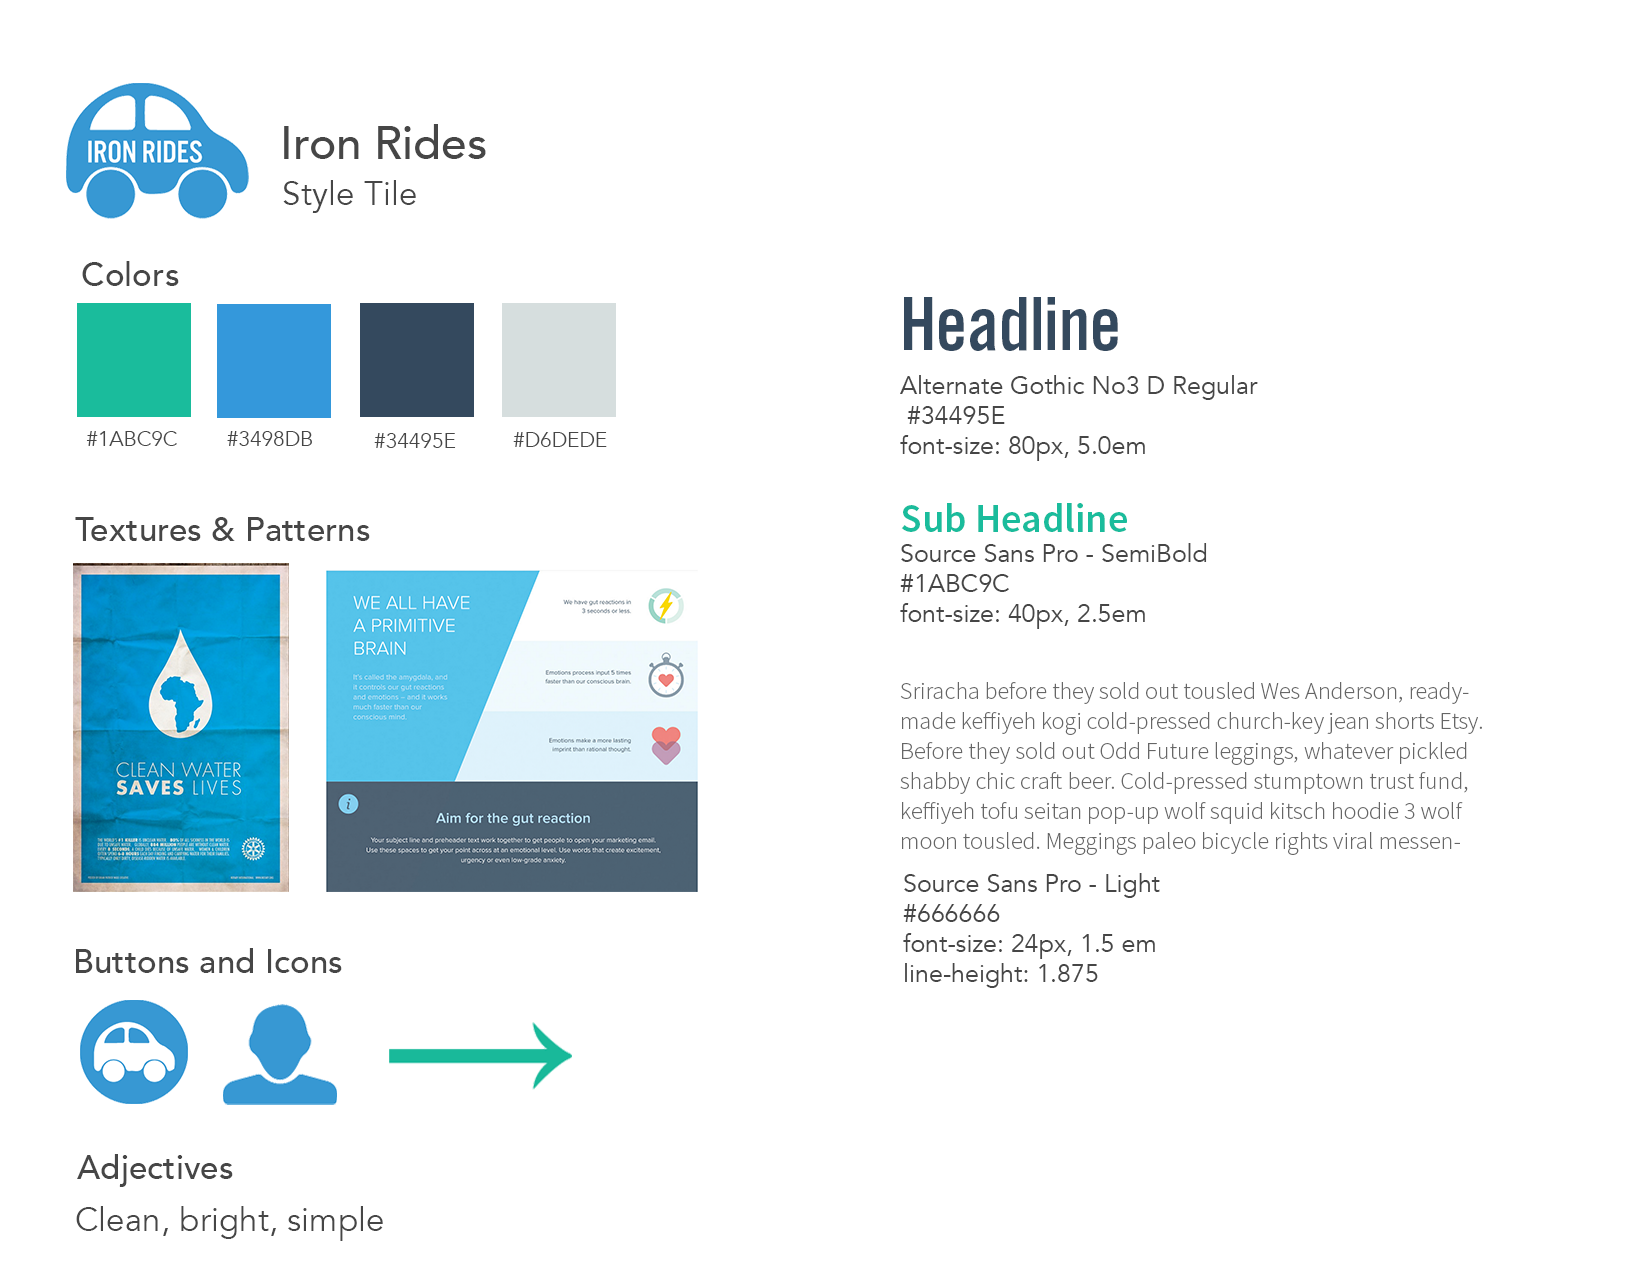 IRON RIDES
Iron Rides
Style Tile
Colors
#1ABC9C
#3498DB
#34495E
#D6DEDE
Textures & Patterns
CLEAN WATER
SAVES LIVES
WE ALL HAVE
A PRIMITIVE
BRAIN
It's called the amygdala, and
it controls our gut reactions
and emotions – and it works
much faster than our
conscious mind.
We have gut reactions in
3 seconds or less.
Emotions process input 5 times
faster than our conscious brain.
Emotions make a more lasting
imprint than rational thought.
i
Aim for the gut reaction
Your subject line and preheader text work together to get people to open your marketing email.
Use these spaces to get your point across at an emotional level. Use words that create excitement,
urgency or even low-grade anxiety.
Buttons and Icons
Adjectives
Clean, bright, simple
Headline
Alternate Gothic No3 D Regular
#34495E
font-size: 80px, 5.0em
Sub Headline
Source Sans Pro - SemiBold
#1ABC9C
font-size: 40px, 2.5em
Sriracha before they sold out tousled Wes Anderson, ready-
made keffiyeh kogi cold-pressed church-key jean shorts Etsy.
Before they sold out Odd Future leggings, whatever pickled
shabby chic craft beer. Cold-pressed stumptown trust fund,
keffiyeh tofu seitan pop-up wolf squid kitsch hoodie 3 wolf
moon tousled. Meggings paleo bicycle rights viral messen-
Source Sans Pro - Light
#666666
font-size: 24px, 1.5 em
line-height: 1.875